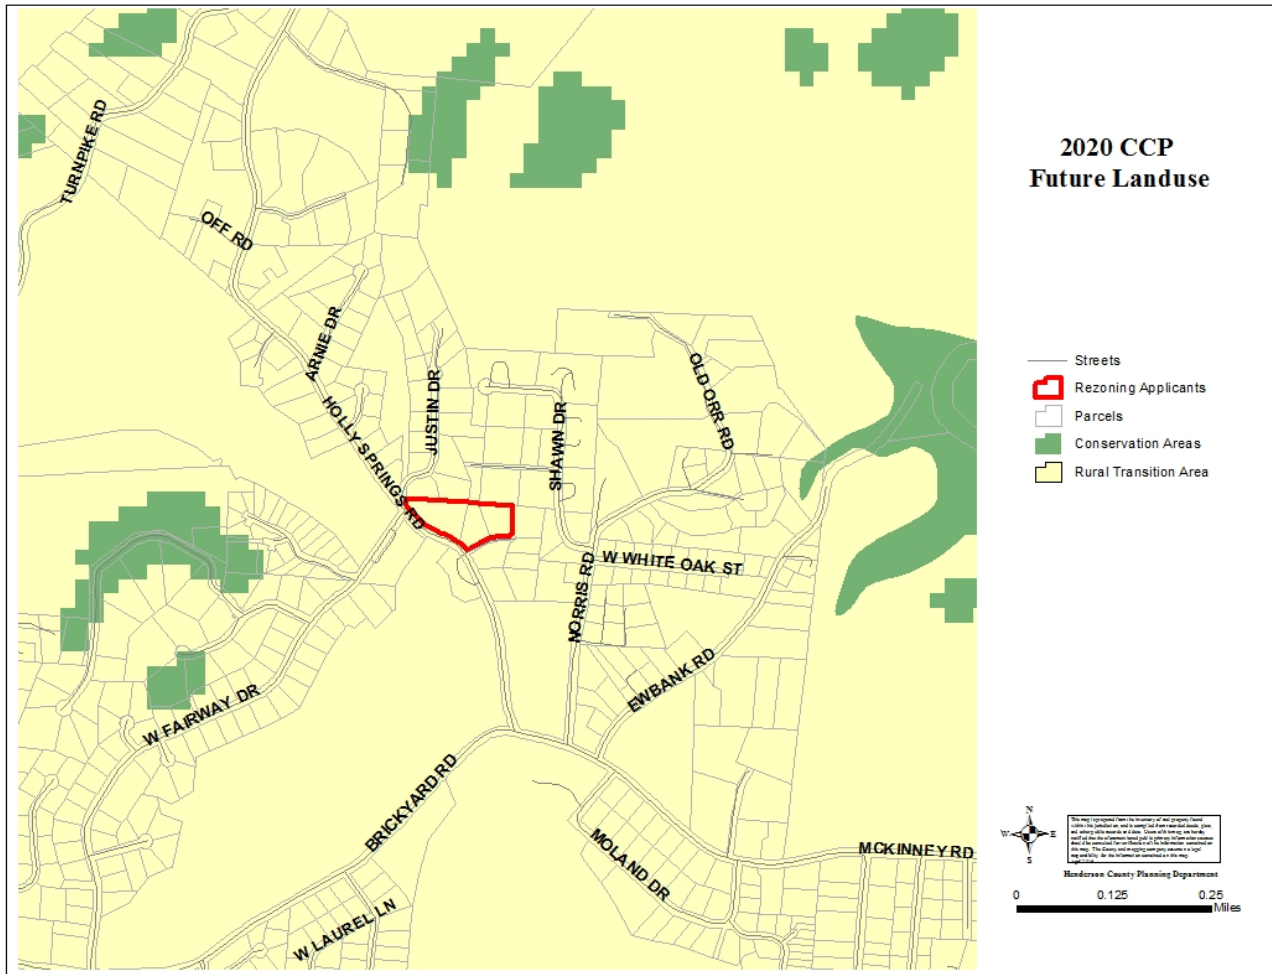 2020 CCP
Future Landuse
TURNPIKE RD
OFF RD
ARNIE DR
HOLLY SPRINGS RD
JUSTIN DR
SHAWN DR
OLD ORR RD
W WHITE OAK ST
NORRIS RD
EWBANK RD
W FAIRWAY DR
BRICKYARD RD
MOLAND DR
MCKINNEY RD
W LAUREL LN
Streets
Rezoning Applicants
Parcels
Conservation Areas
Rural Transition Area
N
W
E
S
Henderson County Planning Department
0 0.125 0.25
Miles